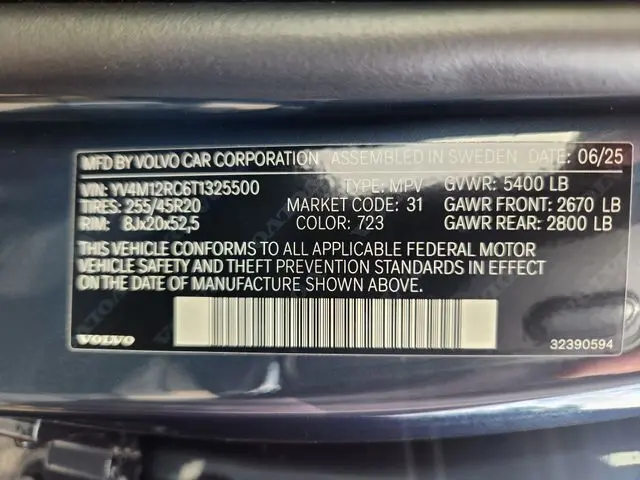 MFD BY VOLVO CAR CORPORATION ASSEMBLED IN SWEDEN DATE: 06/25
VIN: YV4M12RC6T1325500 TYPE: MPV GVWR: 5400 LB
TIRES: 255/45R20 MARKET CODE: 31 GAWR FRONT: 2670 LB
RIM: 8Jx20x52,5 COLOR: 723 GAWR REAR: 2800 LB
THIS VEHICLE CONFORMS TO ALL APPLICABLE FEDERAL MOTOR
VEHICLE SAFETY AND THEFT PREVENTION STANDARDS IN EFFECT
ON THE DATE OF MANUFACTURE SHOWN ABOVE.
VOLVO 32390594